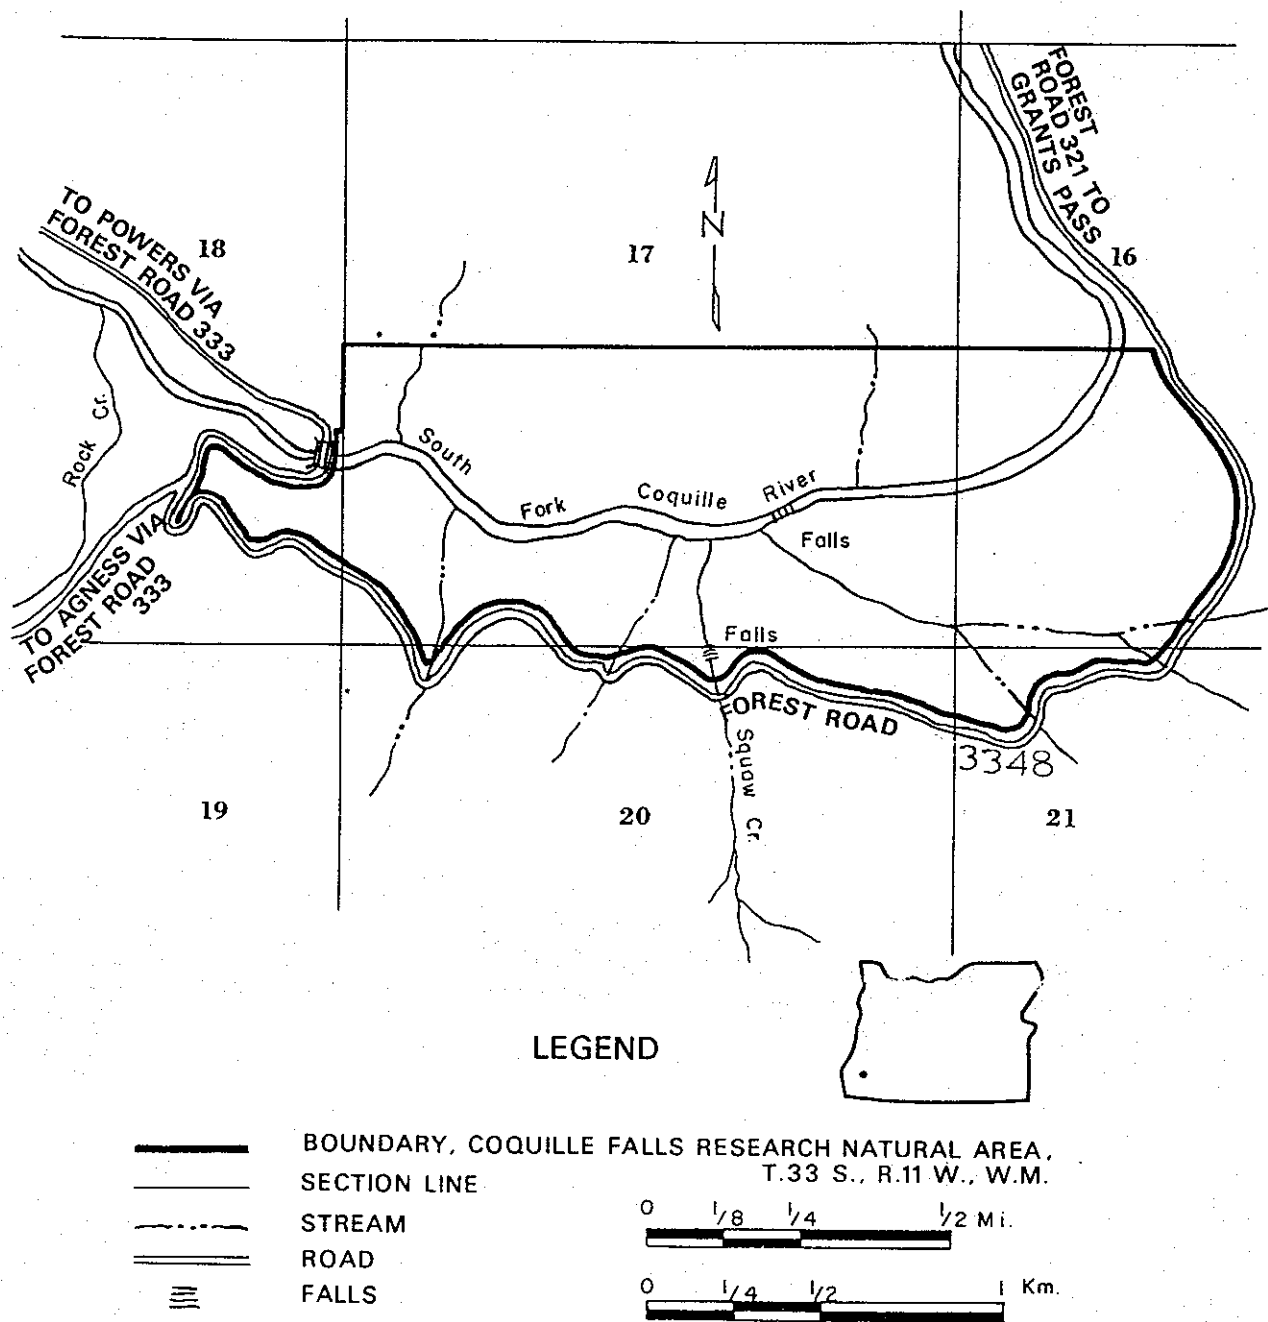 FOREST
ROAD 321 TO
GRANTS PASS
TO POWERS VIA
FOREST ROAD 333
18
17
16
N
Rock Cr.
South Fork Coquille River
Falls
TO AGNESS VIA
FOREST ROAD
333
Falls
FOREST ROAD
3348
Squaw Cr.
19
20
21
LEGEND
BOUNDARY, COQUILLE FALLS RESEARCH NATURAL AREA,
T.33 S., R.11 W., W.M.
SECTION LINE
STREAM
ROAD
FALLS
0 1/8 1/4 1/2 Mi.
0 1/4 1/2 1 Km.